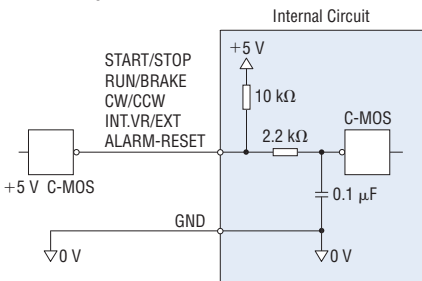 Internal Circuit
+5 V
START/STOP
RUN/BRAKE
CW/CCW
INT.VR/EXT
ALARM-RESET
10 kΩ
2.2 kΩ
C-MOS
+5 V C-MOS
0.1 μF
GND
0 V
0 V